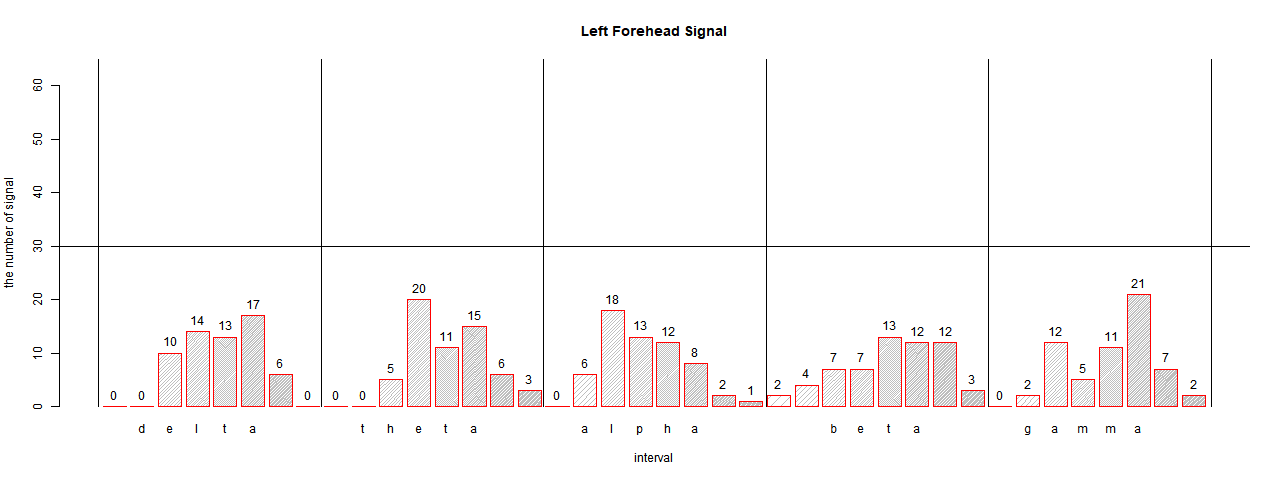 Left Forehead Signal
the number of signal
60
50
40
30
20
10
0
0 0 10 14 13 17 6 0 0 0 5 20 11 15 6 3 0 6 18 13 12 8 2 1 2 4 7 7 13 12 12 3 0 2 12 5 11 21 7 2
d e l t a t h e t a a l p h a b e t a g a m m a
interval